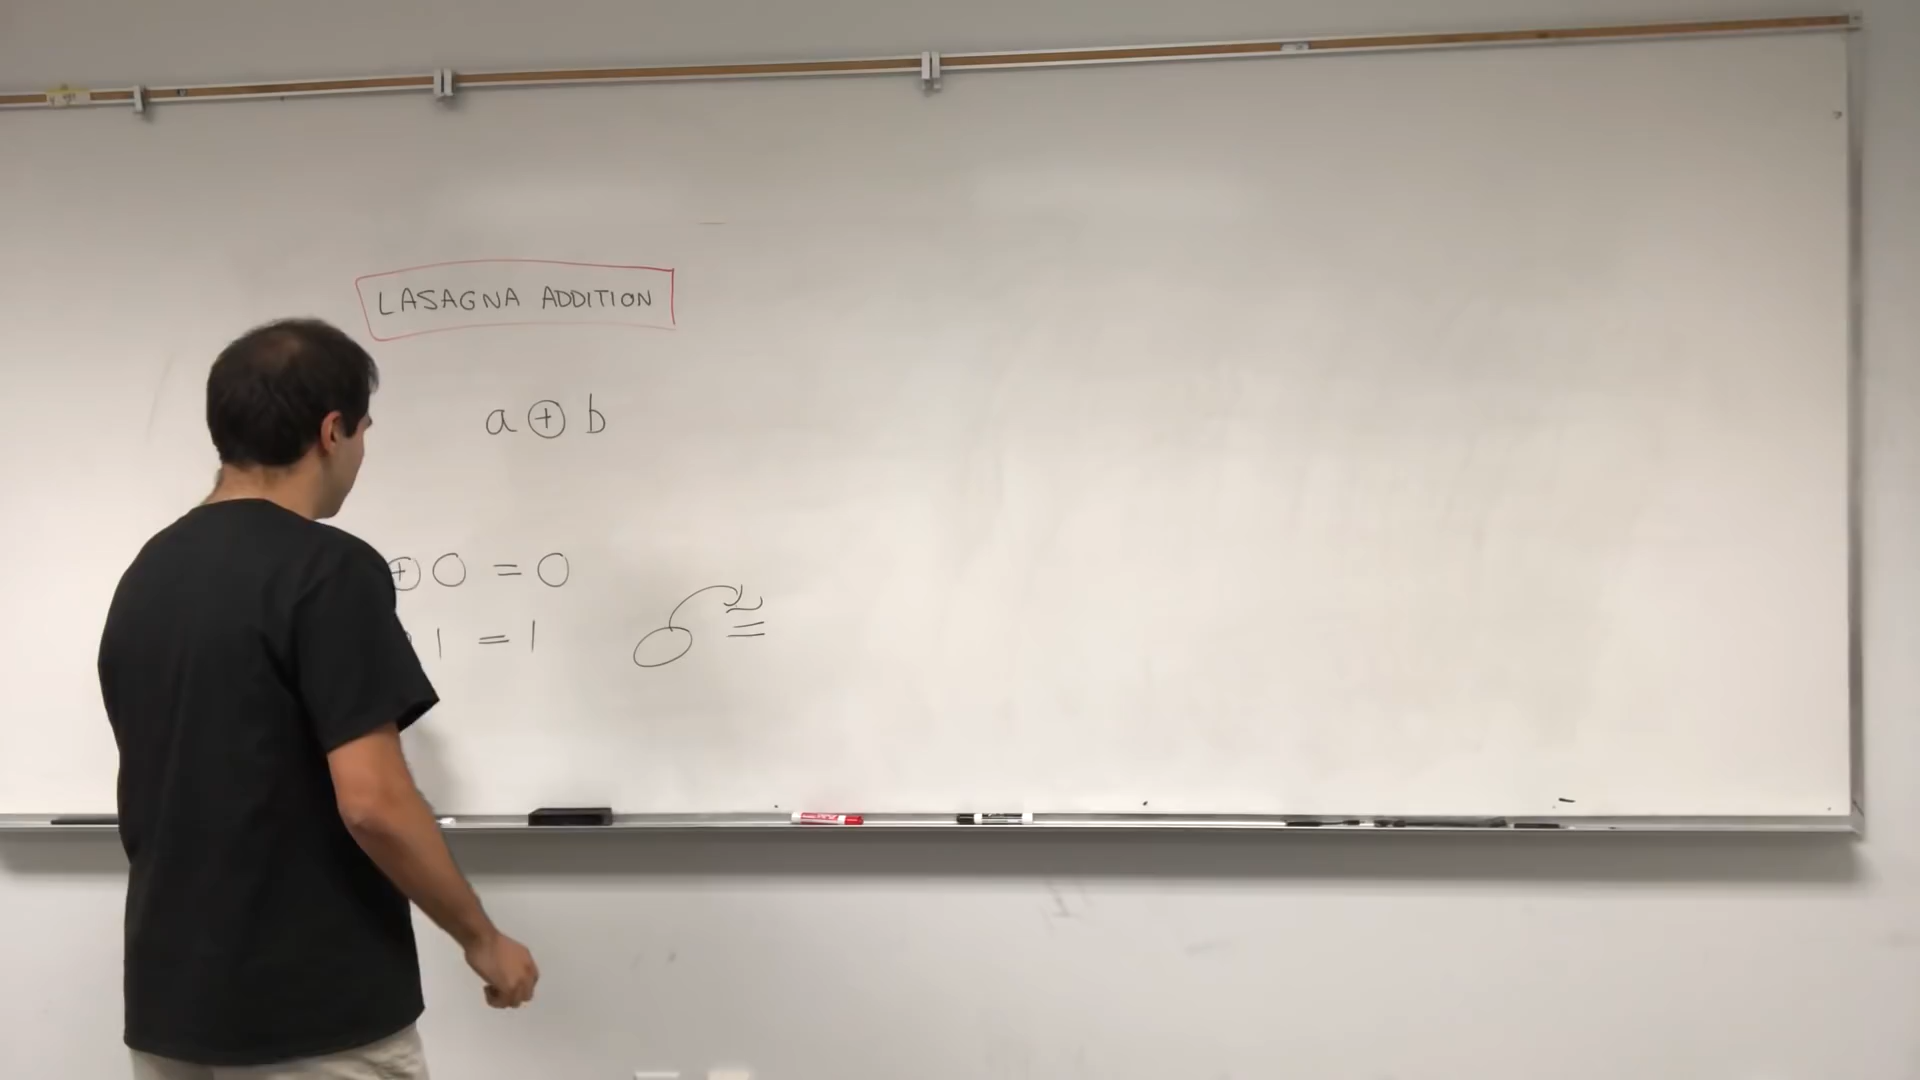 LASAGNA ADDITION
a ⊕ b
⊕ 0 = 0
1 = 1
≅